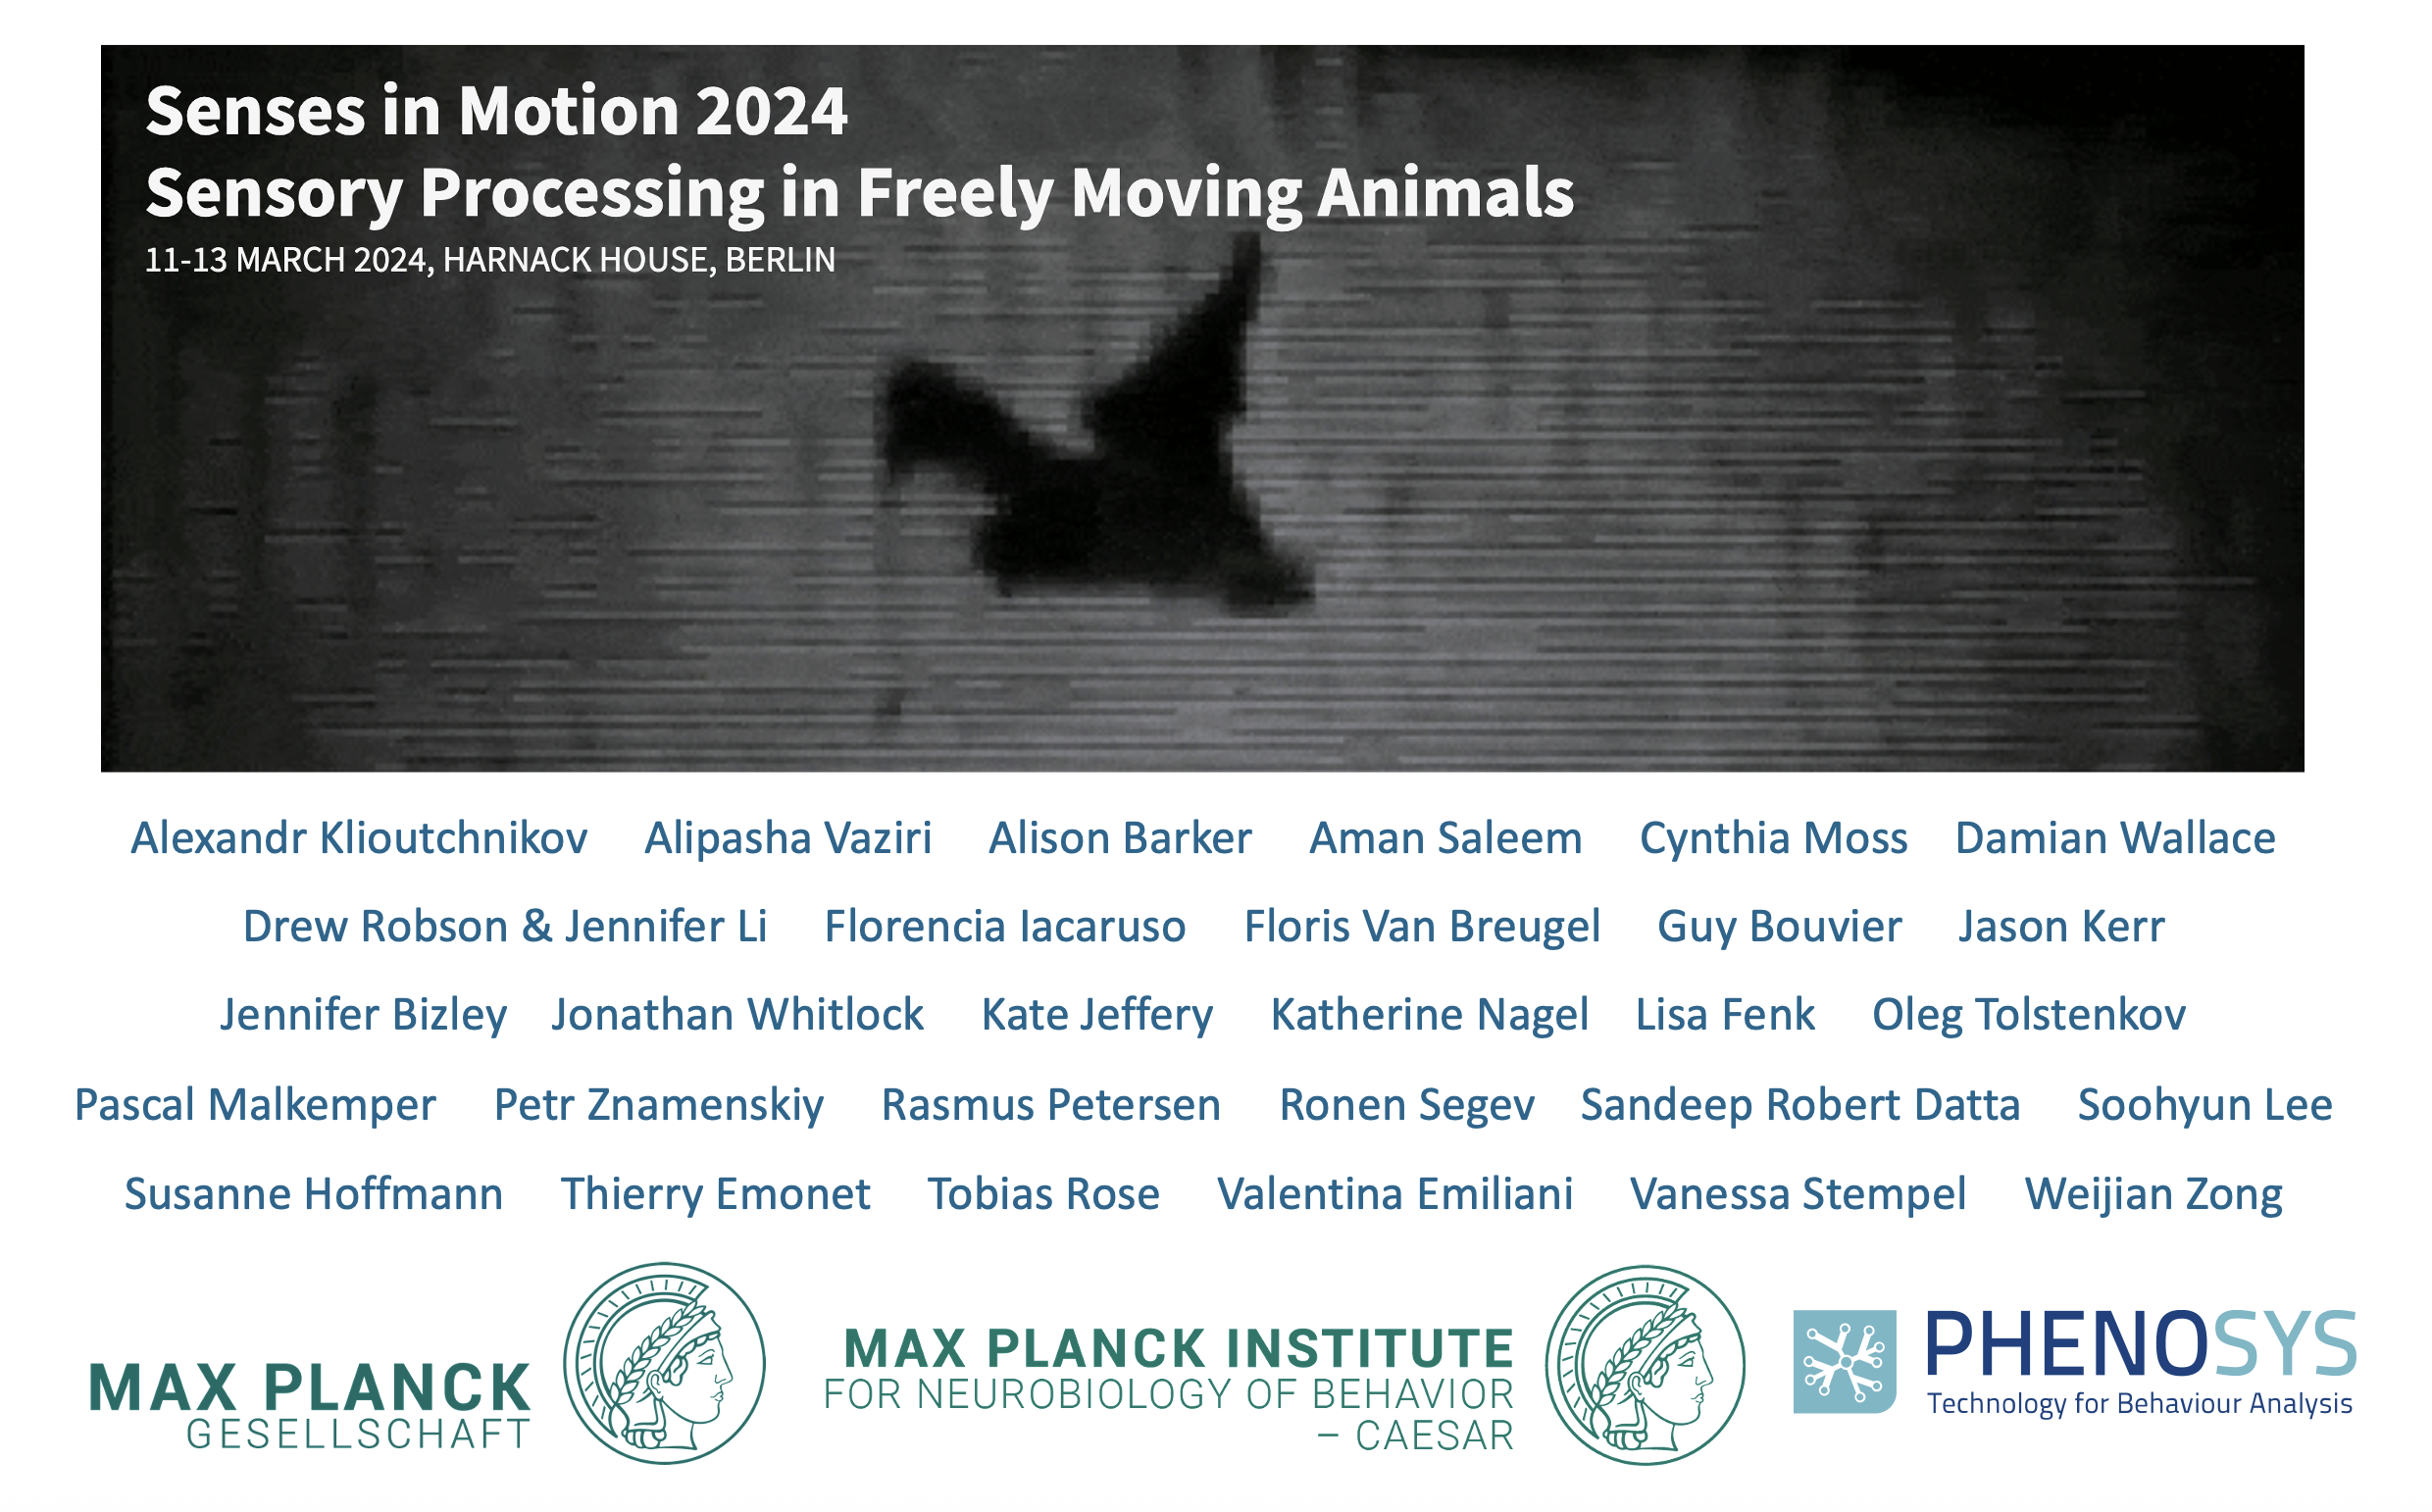 Senses in Motion 2024
Sensory Processing in Freely Moving Animals
11-13 MARCH 2024, HARNACK HOUSE, BERLIN
Alexandr Klioutchnikov Alipasha Vaziri Alison Barker Aman Saleem Cynthia Moss Damian Wallace
Drew Robson & Jennifer Li Florencia Iacaruso Floris Van Breugel Guy Bouvier Jason Kerr
Jennifer Bizley Jonathan Whitlock Kate Jeffery Katherine Nagel Lisa Fenk Oleg Tolstenkov
Pascal Malkemper Petr Znamenskiy Rasmus Petersen Ronen Segev Sandeep Robert Datta Soohyun Lee
Susanne Hoffmann Thierry Emonet Tobias Rose Valentina Emiliani Vanessa Stempel Weijian Zong
MAX PLANCK
GESELLSCHAFT
MAX PLANCK INSTITUTE
FOR NEUROBIOLOGY OF BEHAVIOR
– CAESAR
PHENOSYS
Technology for Behaviour Analysis